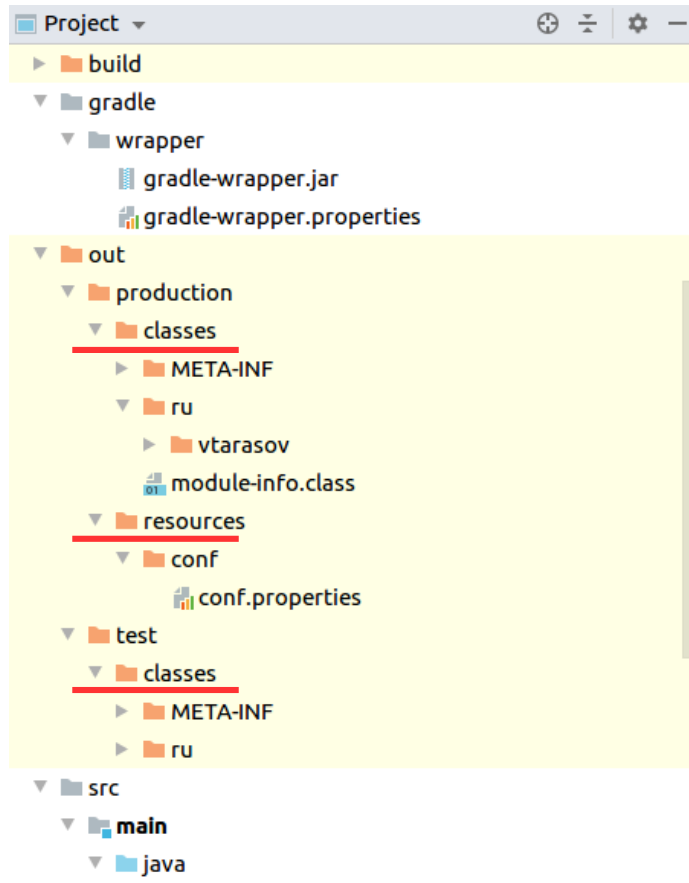 Project
build
gradle
wrapper
gradle-wrapper.jar
gradle-wrapper.properties
out
production
classes
META-INF
ru
vtarasov
01
module-info.class
resources
conf
conf.properties
test
classes
META-INF
ru
src
main
java